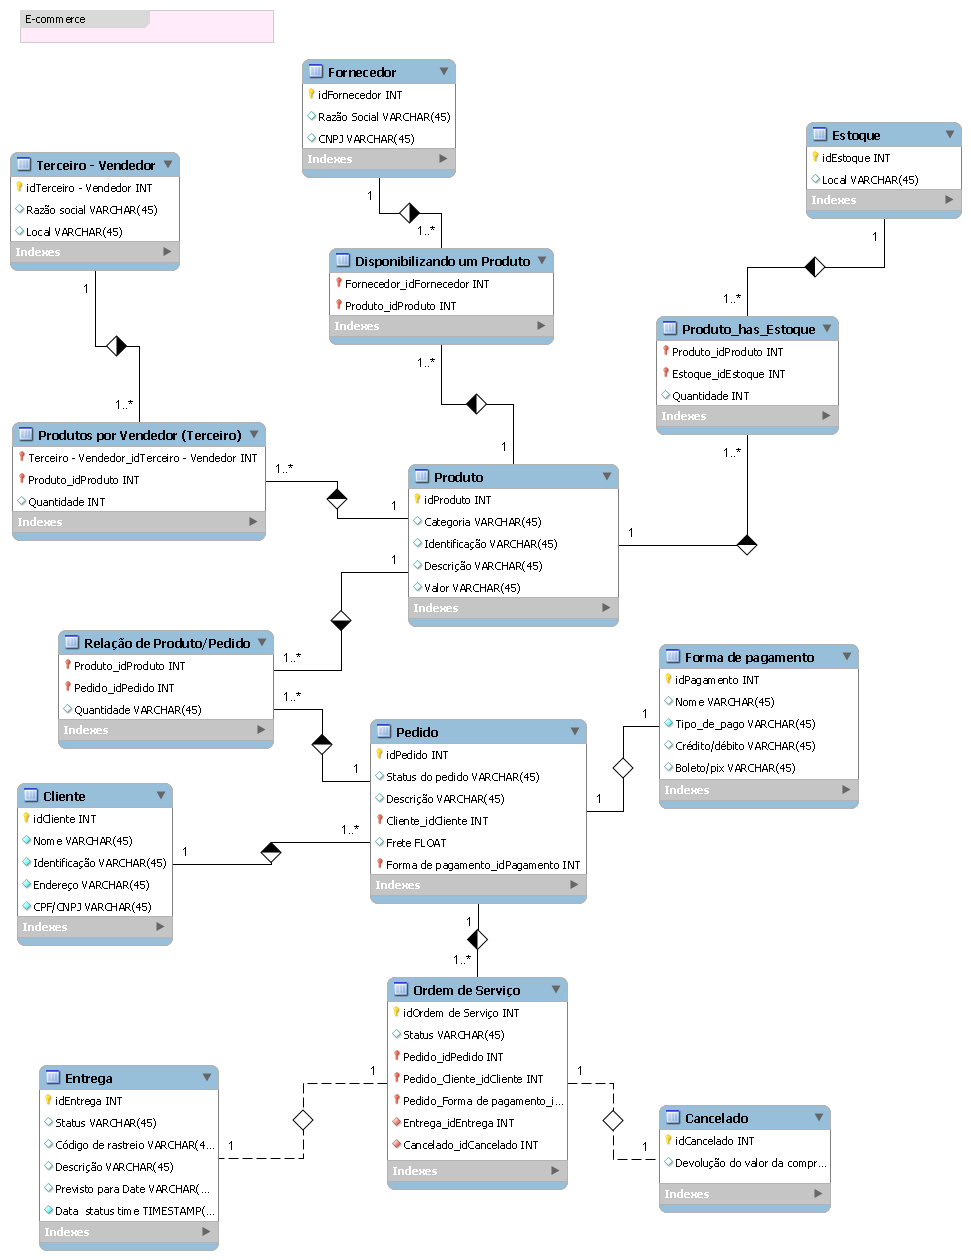 E-commerce
Fornecedor
idFornecedor INT
Razão Social VARCHAR(45)
CNPJ VARCHAR(45)
Indexes
Estoque
idEstoque INT
Local VARCHAR(45)
Indexes
Terceiro - Vendedor
idTerceiro - Vendedor INT
Razão social VARCHAR(45)
Local VARCHAR(45)
Indexes
1
1..*
1
1..*
1
1..*
Disponibilizando um Produto
Fornecedor_idFornecedor INT
Produto_idProduto INT
Indexes
1..*
1
Produto_has_Estoque
Produto_idProduto INT
Estoque_idEstoque INT
Quantidade INT
Indexes
1..*
1
Produtos por Vendedor (Terceiro)
Terceiro - Vendedor_idTerceiro - Vendedor INT
Produto_idProduto INT
Quantidade INT
Indexes
1..*
1
Produto
idProduto INT
Categoria VARCHAR(45)
Identificação VARCHAR(45)
Descrição VARCHAR(45)
Valor VARCHAR(45)
Indexes
1
1..*
Relação de Produto/Pedido
Produto_idProduto INT
Pedido_idPedido INT
Quantidade VARCHAR(45)
Indexes
1..*
1
Forma de pagamento
idPagamento INT
Nome VARCHAR(45)
Tipo_de_pago VARCHAR(45)
Crédito/débito VARCHAR(45)
Boleto/pix VARCHAR(45)
Indexes
1
1
Pedido
idPedido INT
Status do pedido VARCHAR(45)
Descrição VARCHAR(45)
Cliente_idCliente INT
Frete FLOAT
Forma de pagamento_idPagamento INT
Indexes
Cliente
idCliente INT
Nome VARCHAR(45)
Identificação VARCHAR(45)
Endereço VARCHAR(45)
CPF/CNPJ VARCHAR(45)
Indexes
1
1..*
1
1..*
Ordem de Serviço
idOrdem de Serviço INT
Status VARCHAR(45)
Pedido_idPedido INT
Pedido_Cliente_idCliente INT
Pedido_Forma de pagamento_i...
Entrega_idEntrega INT
Cancelado_idCancelado INT
Indexes
1
1
1
1
Entrega
idEntrega INT
Status VARCHAR(45)
Código de rastreio VARCHAR(4...
Descrição VARCHAR(45)
Previsto para Date VARCHAR(...
Data status time TIMESTAMP(...
Indexes
Cancelado
idCancelado INT
Devolução do valor da compr...
Indexes